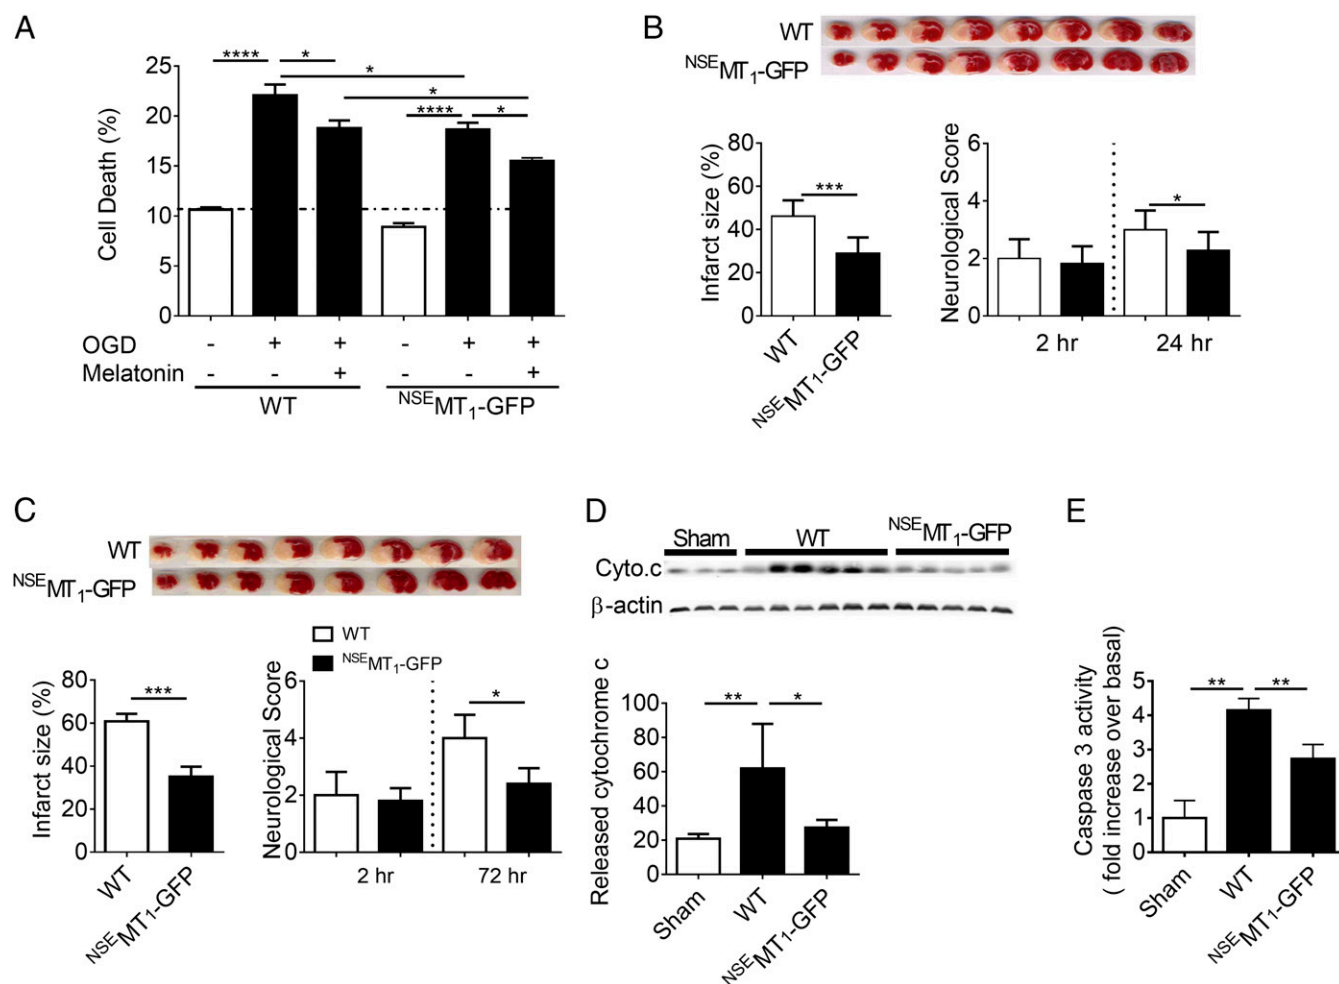 A
Cell Death (%)
25
20
15
10
5
0
**** *
*
*
**** *
OGD - + + - + +
Melatonin - - + - - +
WT NSEMT1-GFP
B
WT
NSEMT1-GFP
Infarct size (%)
80
60
40
20
0
***
WT
NSEMT1-GFP
Neurological Score
6
4
2
0
*
2 hr 24 hr
C
WT
NSEMT1-GFP
WT
NSEMT1-GFP
Infarct size (%)
80
60
40
20
0
***
WT
NSEMT1-GFP
Neurological Score
6
4
2
0
*
2 hr 72 hr
D
Sham WT NSEMT1-GFP
Cyto.c
β-actin
Released cytochrome c
100
80
60
40
20
0
** *
Sham
WT
NSEMT1-GFP
E
Caspase 3 activity
( fold increase over basal)
5
4
3
2
1
0
** **
Sham
WT
NSEMT1-GFP